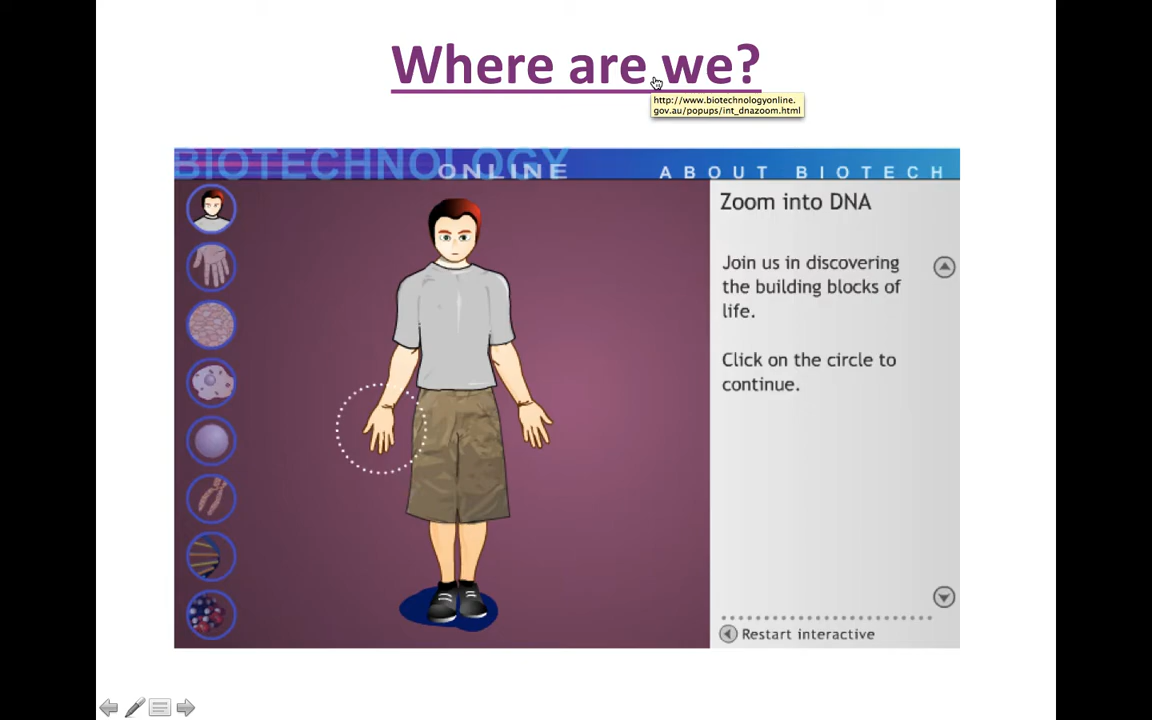 Where are we?
http://www.biotechnologyonline.
gov.au/popups/int_dnazoom.html
BIOTECHNOLOGY
ONLINE
ABOUT BIOTECH
Zoom into DNA
Join us in discovering
the building blocks of
life.
Click on the circle to
continue.
Restart interactive